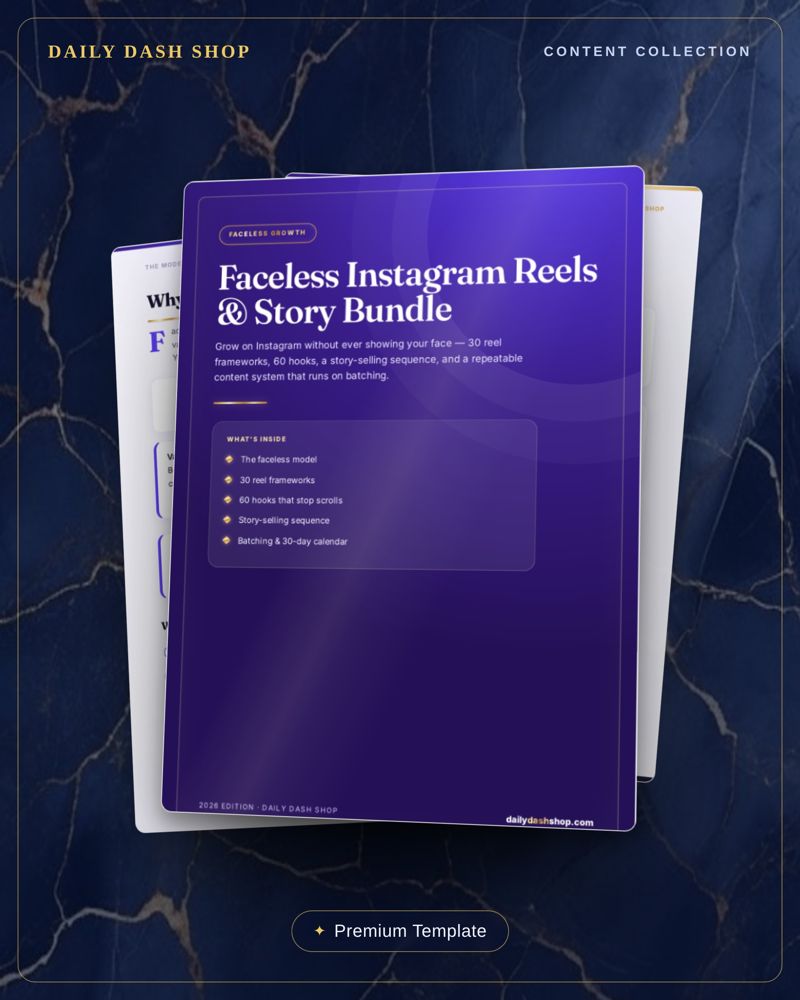 DAILY DASH SHOP
CONTENT COLLECTION
SHOP
THE MODE
Why
F
FACELESS GROWTH
Faceless Instagram Reels
& Story Bundle
Grow on Instagram without ever showing your face — 30 reel
frameworks, 60 hooks, a story-selling sequence, and a repeatable
content system that runs on batching.
WHAT'S INSIDE
The faceless model
30 reel frameworks
60 hooks that stop scrolls
Story-selling sequence
Batching & 30-day calendar
2026 EDITION · DAILY DASH SHOP
dailydashshop.com
Premium Template